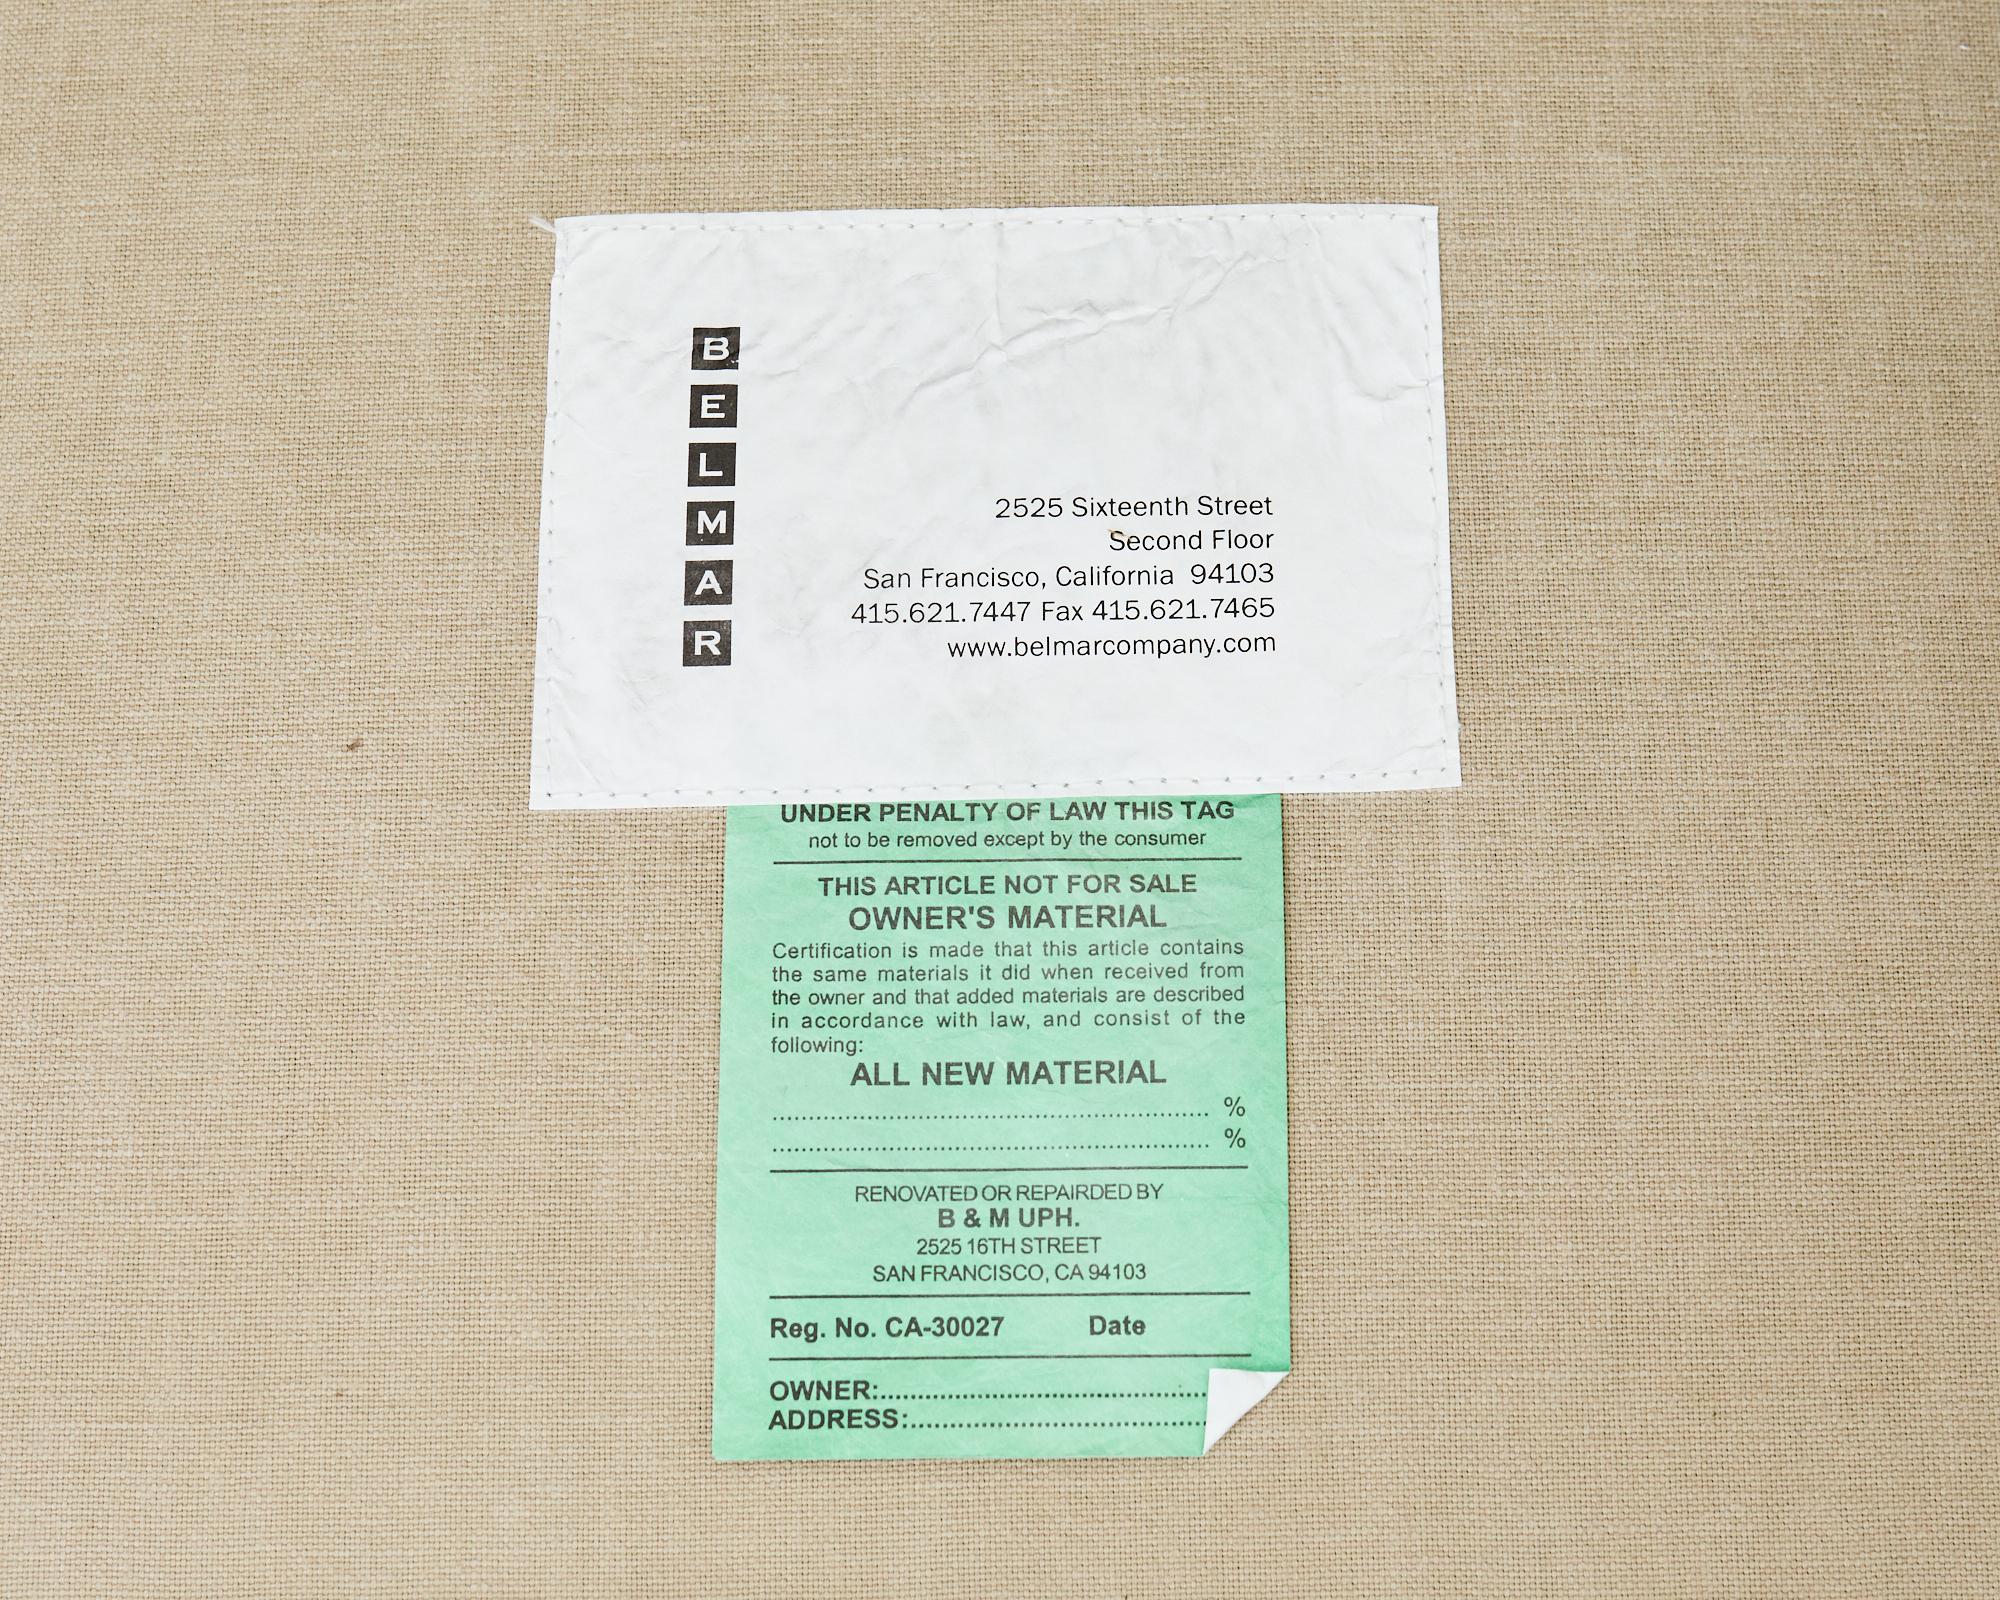 BELMAR
2525 Sixteenth Street
Second Floor
San Francisco, California 94103
415.621.7447 Fax 415.621.7465
www.belmarcompany.com
UNDER PENALTY OF LAW THIS TAG
not to be removed except by the consumer
THIS ARTICLE NOT FOR SALE
OWNER'S MATERIAL
Certification is made that this article contains
the same materials it did when received from
the owner and that added materials are described
in accordance with law, and consist of the
following:
ALL NEW MATERIAL
............................................................ %
............................................................ %
RENOVATED OR REPAIRDED BY
B & M UPH.
2525 16TH STREET
SAN FRANCISCO, CA 94103
Reg. No. CA-30027 Date
OWNER:.............................................
ADDRESS:.........................................